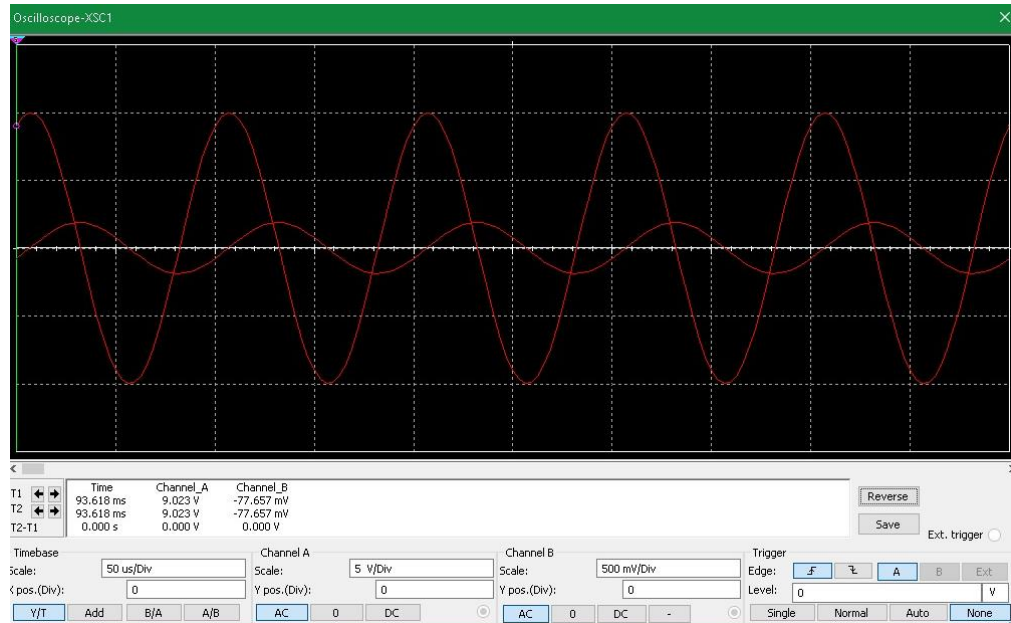 Oscilloscope-XSC1
Time Channel_A Channel_B
T1 93.618 ms 9.023 V -77.657 mV
T2 93.618 ms 9.023 V -77.657 mV
T2-T1 0.000 s 0.000 V 0.000 V
Reverse
Save
Ext. trigger
Timebase
Scale: 50 us/Div
X pos.(Div): 0
Y/T Add B/A A/B
Channel A
Scale: 5 V/Div
Y pos.(Div): 0
AC 0 DC
Channel B
Scale: 500 mV/Div
Y pos.(Div): 0
AC 0 DC -
Trigger
Edge: A B Ext
Level: 0 V
Single Normal Auto None